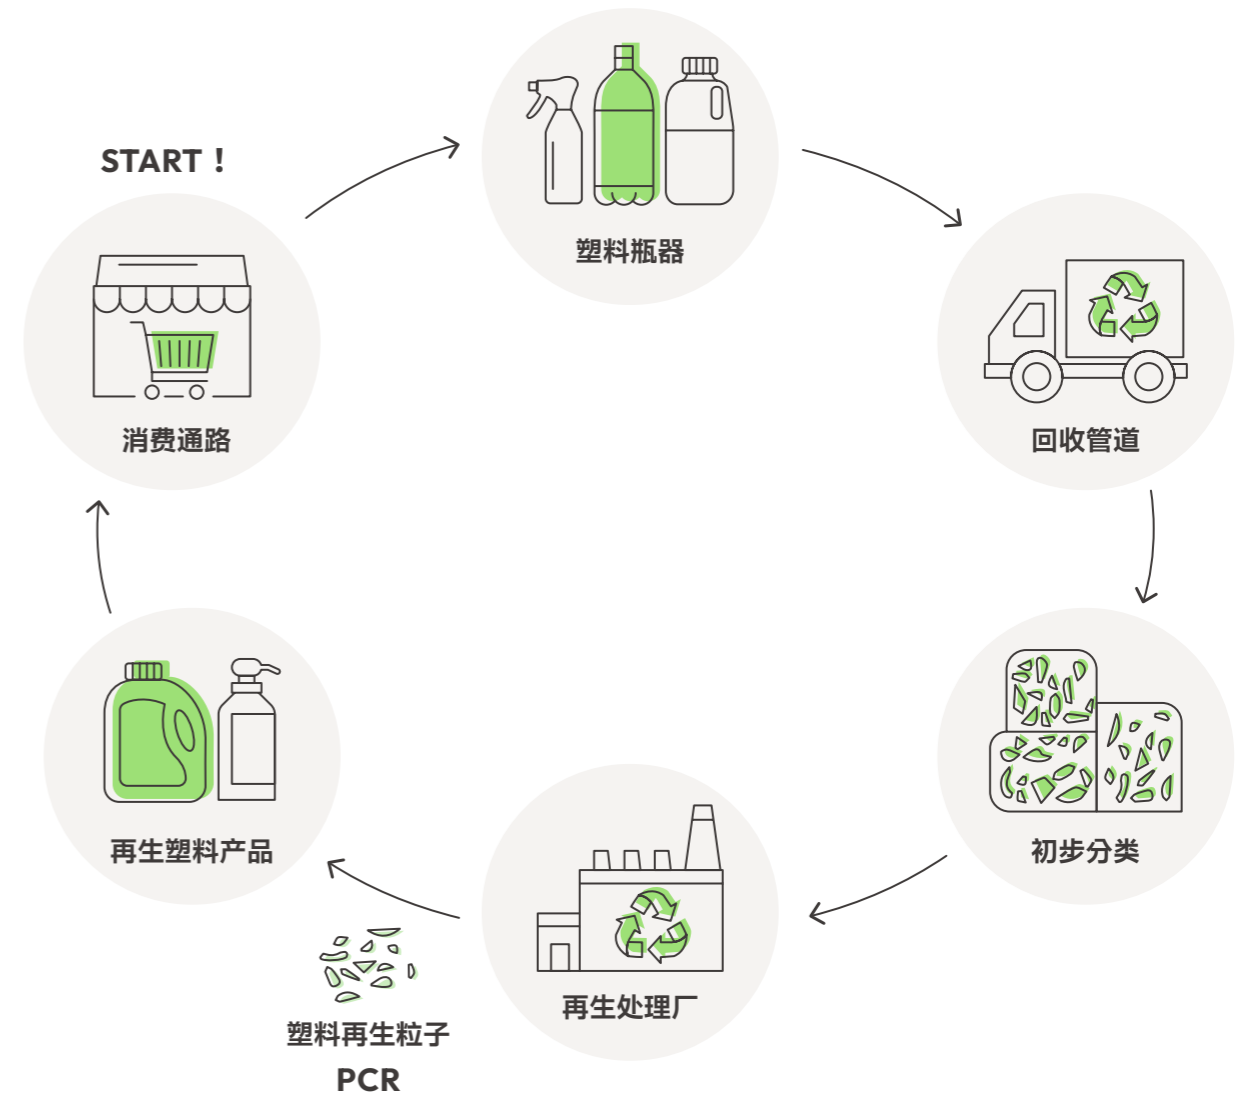 START！
消费通路
塑料瓶器
回收管道
初步分类
再生处理厂
塑料再生粒子
PCR
再生塑料产品